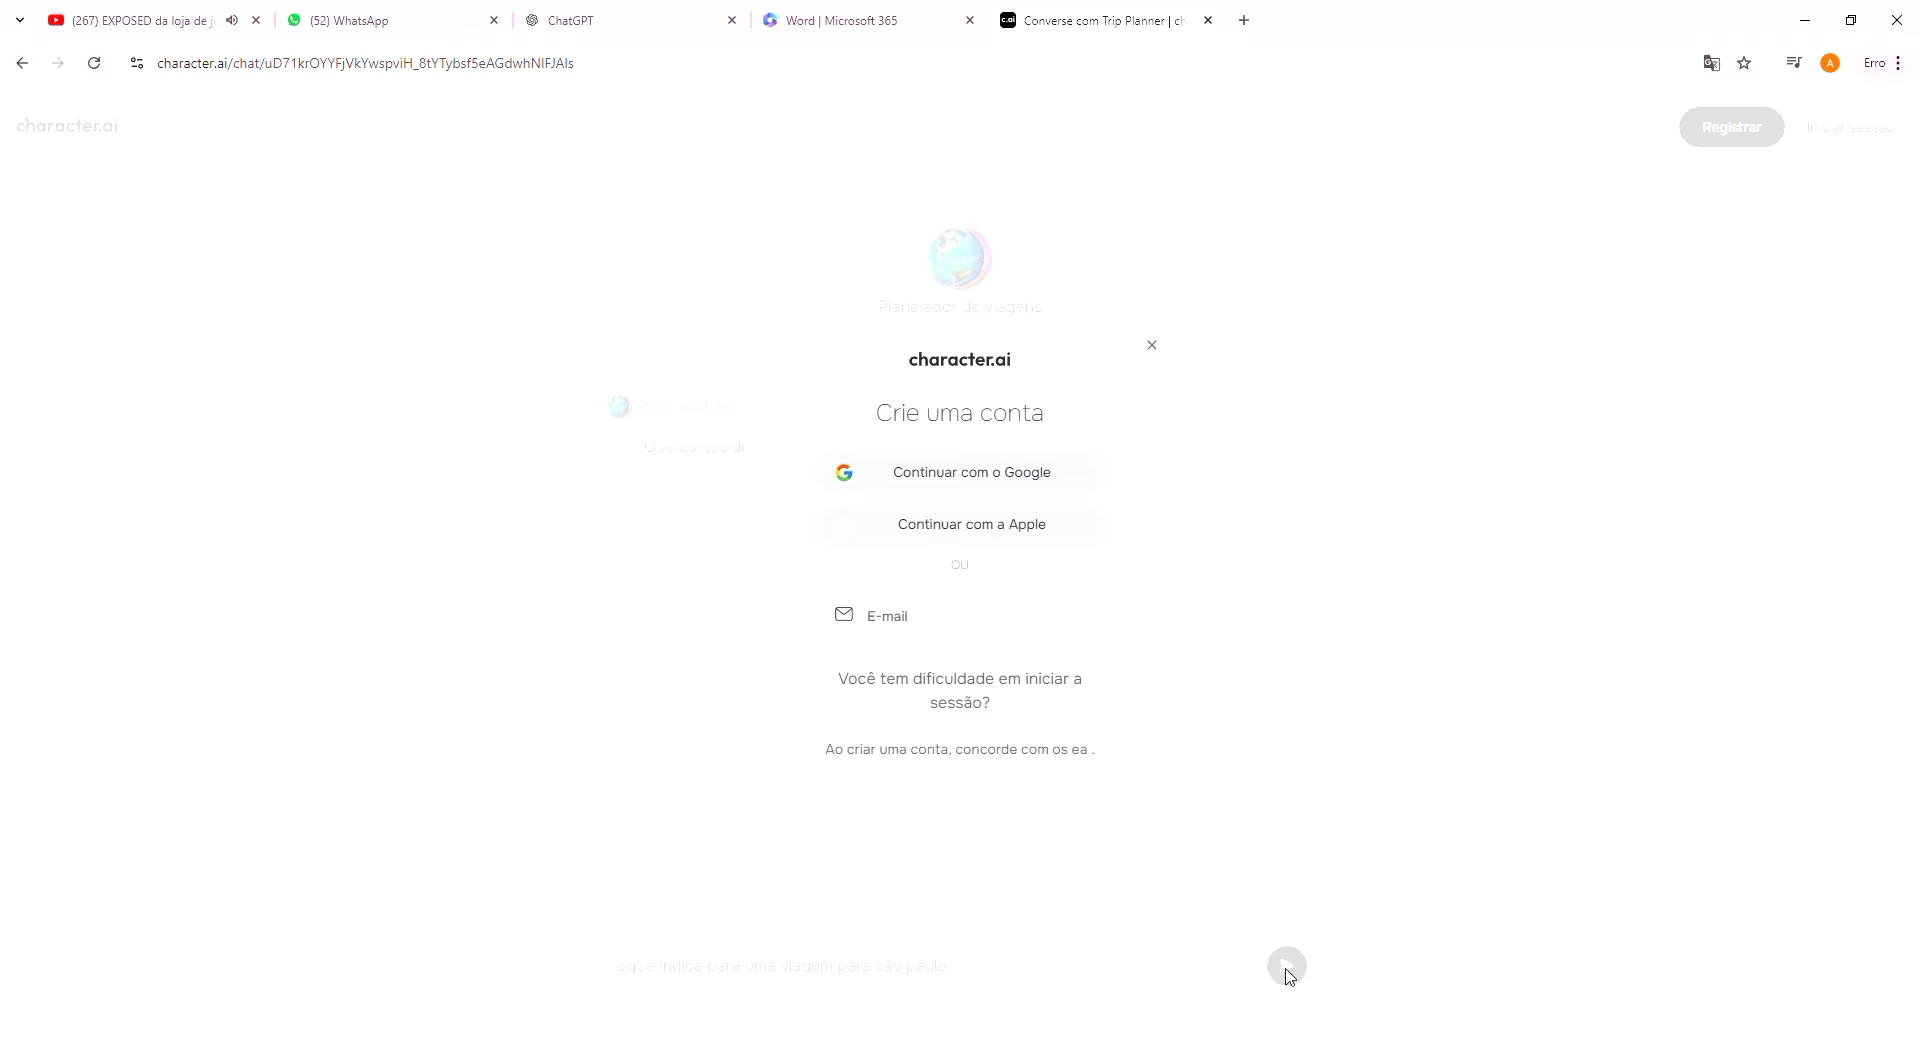 (267) EXPOSED da loja de j
(52) WhatsApp
ChatGPT
Word | Microsoft 365
Converse com Trip Planner | ch
character.ai/chat/uD71krOYYFjVkYwspviH_8tYTybsf5eAGdwhNIFJAls
Erro
character.ai
Registrar
Iniciar sessão
Planejador de viagens
character.ai
Crie uma conta
Continuar com o Google
Continuar com a Apple
OU
E-mail
Você tem dificuldade em iniciar a
sessão?
Ao criar uma conta, concorde com os ea .
oque indica para uma viagem para são paulo